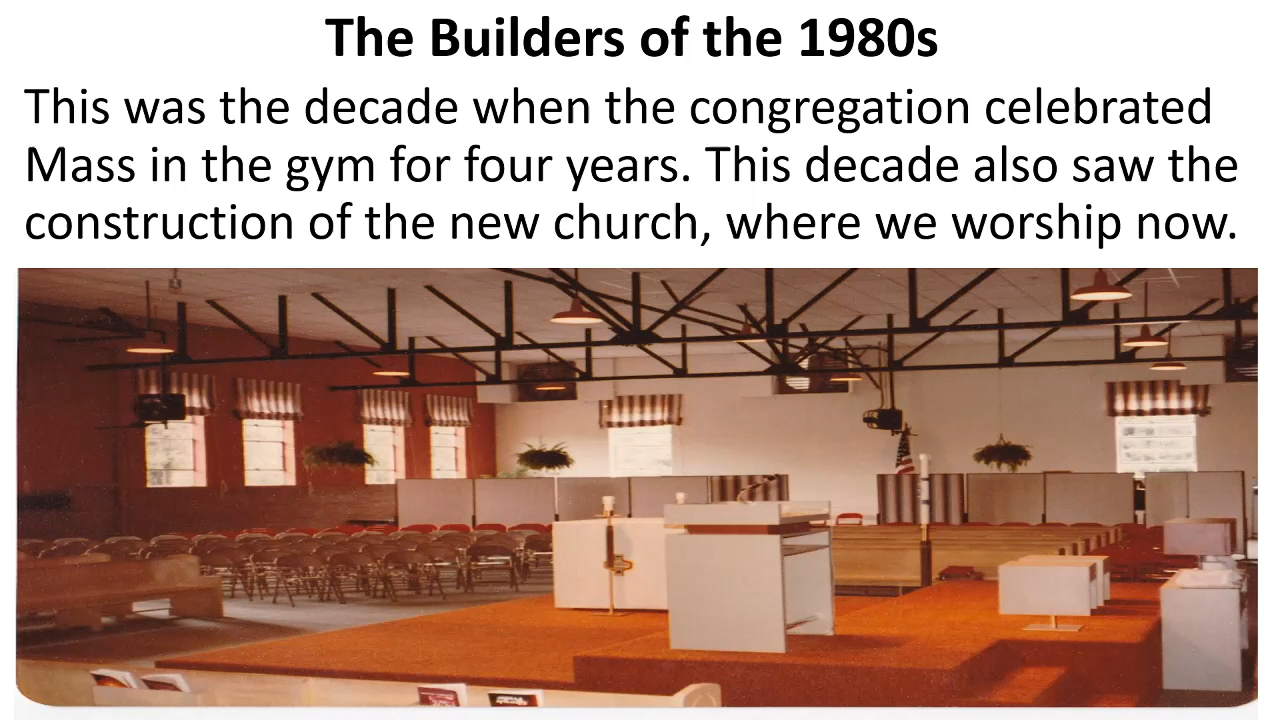 The Builders of the 1980s
This was the decade when the congregation celebrated
Mass in the gym for four years. This decade also saw the
construction of the new church, where we worship now.